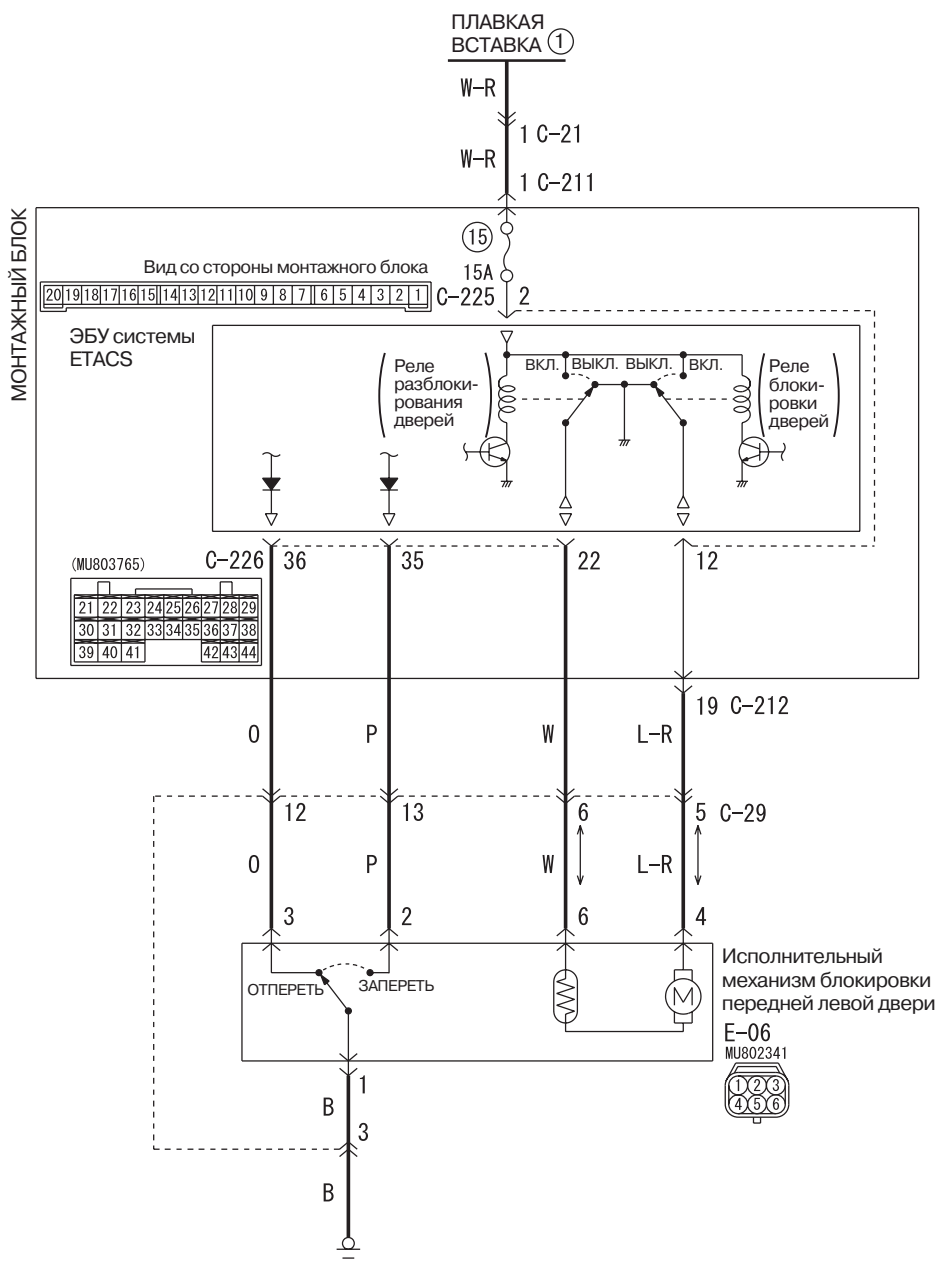 ПЛАВКАЯ
ВСТАВКА 1
W-R
1 C-21
W-R
1 C-211
МОНТАЖНЫЙ БЛОК
15
15A
Вид со стороны монтажного блока
20 19 18 17 16 15 14 13 12 11 10 9 8 7 6 5 4 3 2 1
C-225 2
ЭБУ системы
ETACS
Реле
разблоки-
рования
дверей
ВКЛ. ВЫКЛ. ВЫКЛ. ВКЛ.
Реле
блоки-
ровки
дверей
(MU803765)
C-226 36 35 22 12
21 22 23 24 25 26 27 28 29
30 31 32 33 34 35 36 37 38
39 40 41 42 43 44
19 C-212
O P W L-R
12 13 6 5 C-29
O P W L-R
3 2 6 4
ОТПЕРЕТЬ ЗАПЕРЕТЬ
M
Исполнительный
механизм блокировки
передней левой двери
E-06
MU802341
1 2 3
4 5 6
1
B
3
B